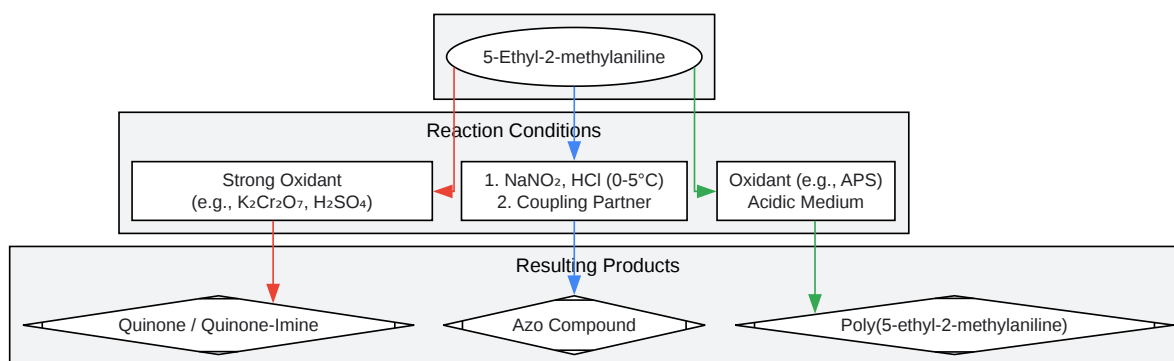 5-Ethyl-2-methylaniline
Reaction Conditions
Strong Oxidant
(e.g., K₂Cr₂O₇, H₂SO₄)
1. NaNO₂, HCl (0-5°C)
2. Coupling Partner
Oxidant (e.g., APS)
Acidic Medium
Resulting Products
Quinone / Quinone-Imine
Azo Compound
Poly(5-ethyl-2-methylaniline)